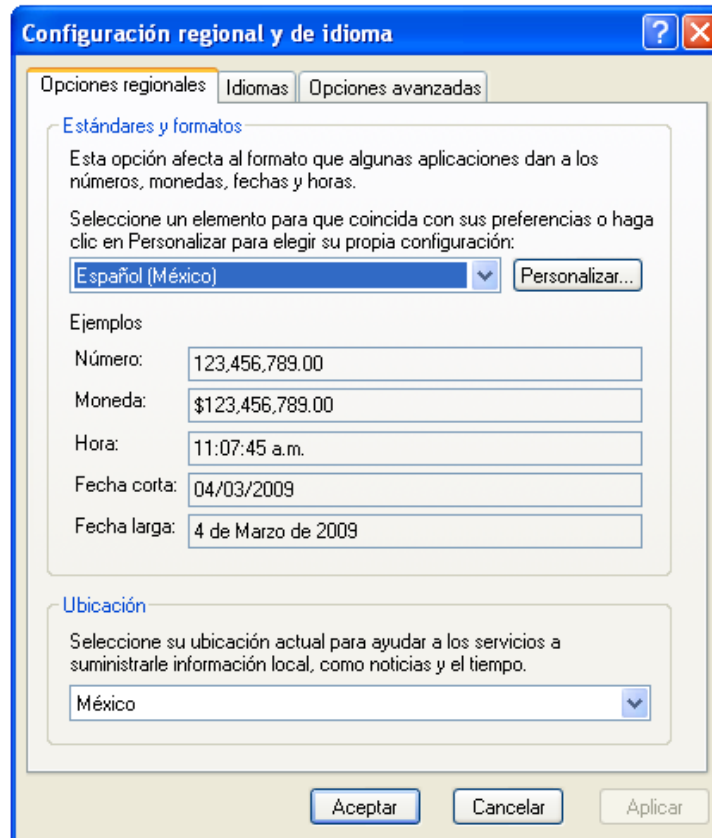 Configuración regional y de idioma
Opciones regionales Idiomas Opciones avanzadas
Estándares y formatos
Esta opción afecta al formato que algunas aplicaciones dan a los
números, monedas, fechas y horas.
Seleccione un elemento para que coincida con sus preferencias o haga
clic en Personalizar para elegir su propia configuración:
Español (México) Personalizar...
Ejemplos
Número: 123,456,789.00
Moneda: $123,456,789.00
Hora: 11:07:45 a.m.
Fecha corta: 04/03/2009
Fecha larga: 4 de Marzo de 2009
Ubicación
Seleccione su ubicación actual para ayudar a los servicios a
suministrarle información local, como noticias y el tiempo.
México
Aceptar Cancelar Aplicar